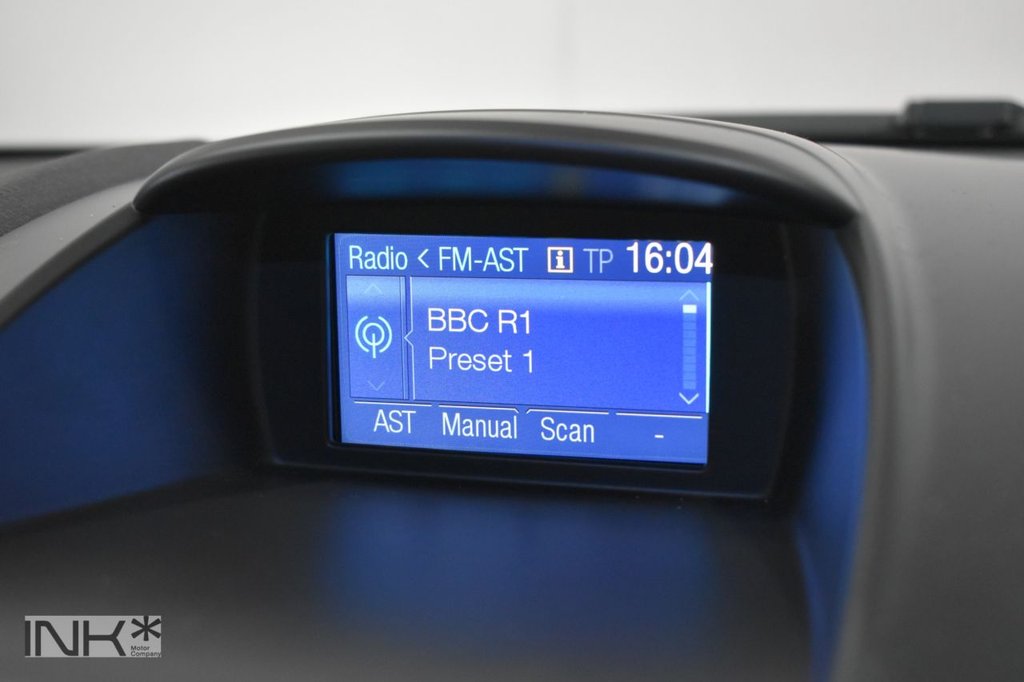 Radio < FM-AST i TP 16:04
BBC R1
Preset 1
AST Manual Scan -
INK*
Motor
Company